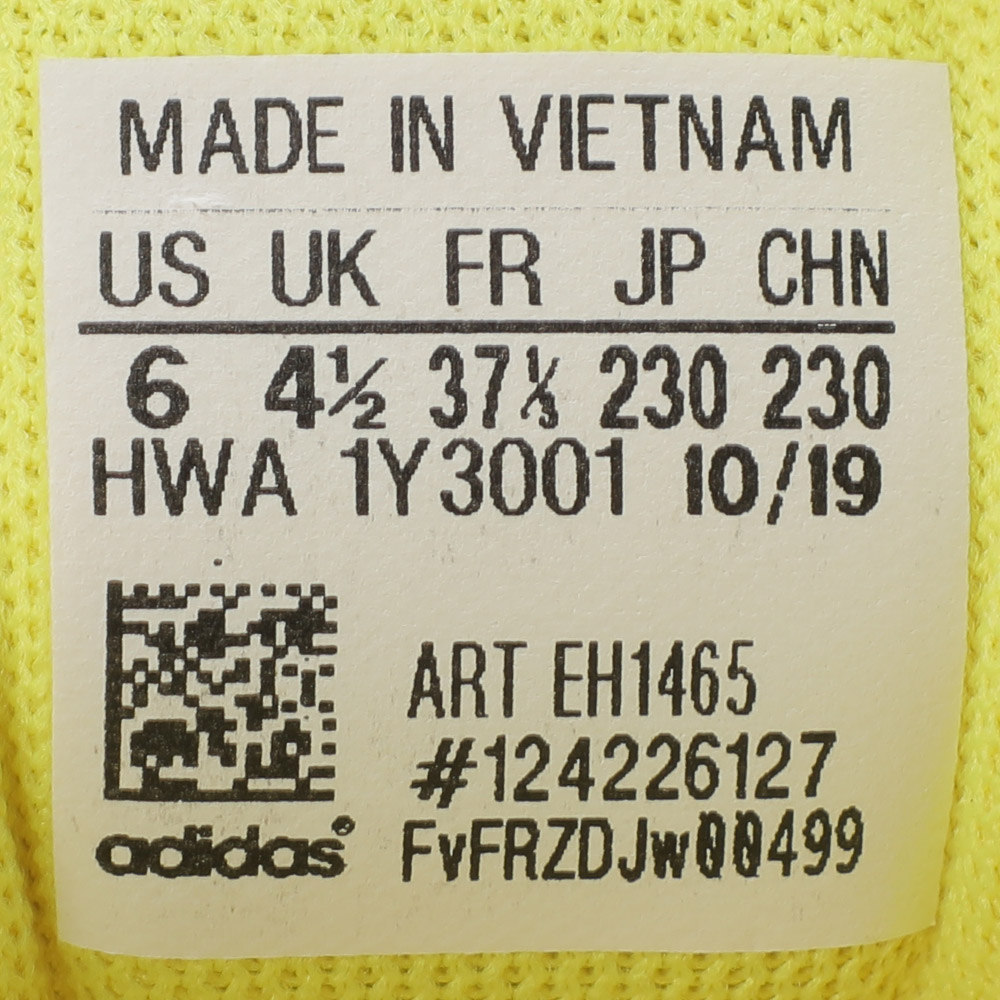 MADE IN VIETNAM
US UK FR JP CHN
6 4½ 37⅓ 230 230
HWA 1Y3001 10/19
ART EH1465
#124226127
adidas®
FvFRZDJw00499